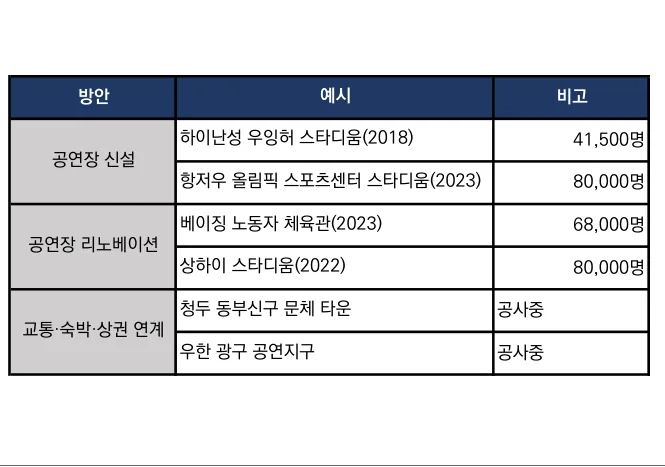 방안 예시 비고
공연장 신설
하이난성 우잉허 스타디움(2018) 41,500명
항저우 올림픽 스포츠센터 스타디움(2023) 80,000명
공연장 리노베이션
베이징 노동자 체육관(2023) 68,000명
상하이 스타디움(2022) 80,000명
교통·숙박·상권 연계
청두 동부신구 문체 타운 공사중
우한 광구 공연지구 공사중